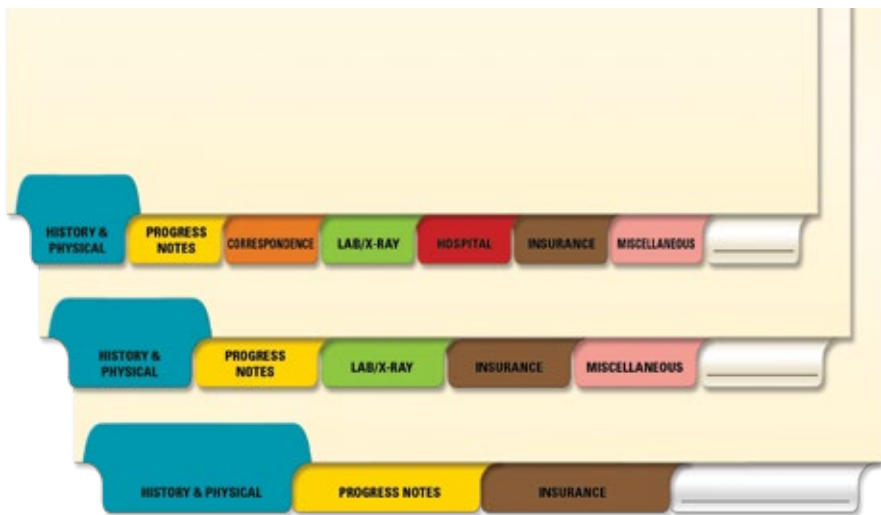 HISTORY &
PHYSICAL
PROGRESS
NOTES
CORRESPONDENCE
LAB/X-RAY
HOSPITAL
INSURANCE
MISCELLANEOUS
HISTORY &
PHYSICAL
PROGRESS
NOTES
LAB/X-RAY
INSURANCE
MISCELLANEOUS
HISTORY & PHYSICAL
PROGRESS NOTES
INSURANCE